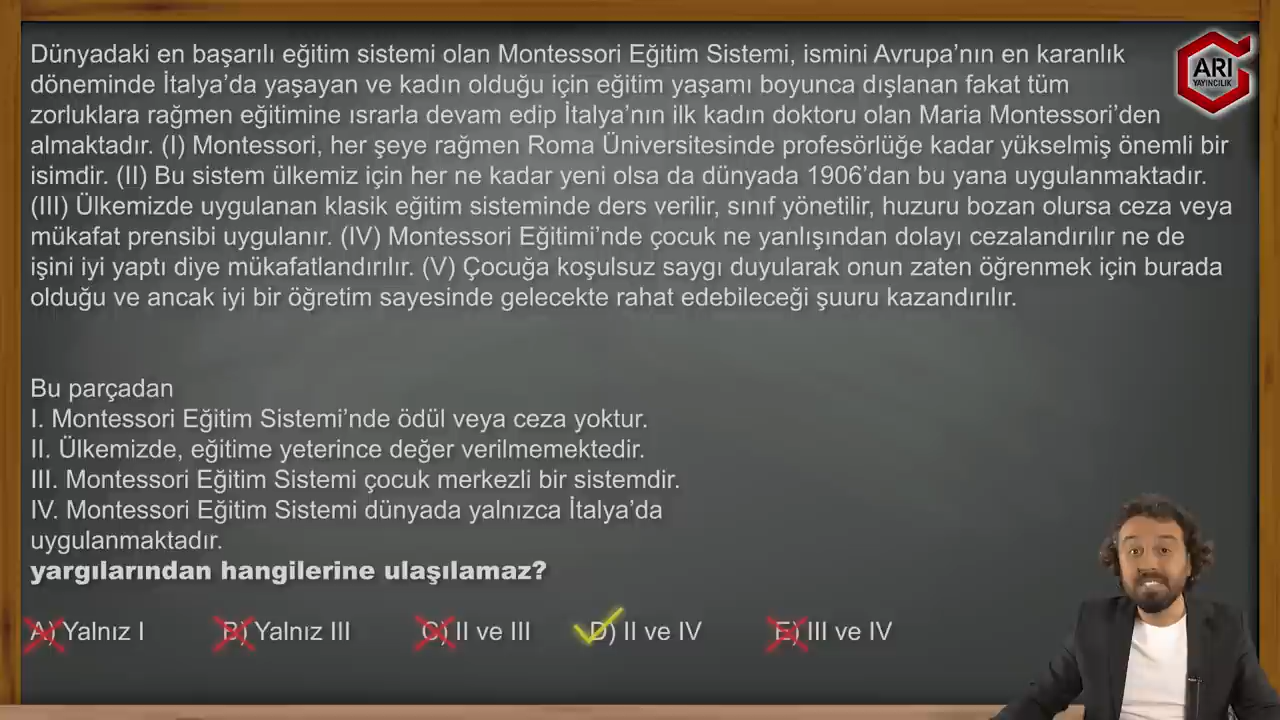 Dünyadaki en başarılı eğitim sistemi olan Montessori Eğitim Sistemi, ismini Avrupa'nın en karanlık
döneminde İtalya'da yaşayan ve kadın olduğu için eğitim yaşamı boyunca dışlanan fakat tüm
zorluklara rağmen eğitimine ısrarla devam edip İtalya'nın ilk kadın doktoru olan Maria Montessori'den
almaktadır. (I) Montessori, her şeye rağmen Roma Üniversitesinde profesörlüğe kadar yükselmiş önemli bir
isimdir. (II) Bu sistem ülkemiz için her ne kadar yeni olsa da dünyada 1906'dan bu yana uygulanmaktadır.
(III) Ülkemizde uygulanan klasik eğitim sisteminde ders verilir, sınıf yönetilir, huzuru bozan olursa ceza veya
mükafat prensibi uygulanır. (IV) Montessori Eğitimi'nde çocuk ne yanlışından dolayı cezalandırılır ne de
işini iyi yaptı diye mükafatlandırılır. (V) Çocuğa koşulsuz saygı duyularak onun zaten öğrenmek için burada
olduğu ve ancak iyi bir öğretim sayesinde gelecekte rahat edebileceği şuuru kazandırılır.
ARI
YAYINCILIK
Bu parçadan
I. Montessori Eğitim Sistemi'nde ödül veya ceza yoktur.
II. Ülkemizde, eğitime yeterince değer verilmemektedir.
III. Montessori Eğitim Sistemi çocuk merkezli bir sistemdir.
IV. Montessori Eğitim Sistemi dünyada yalnızca İtalya'da
uygulanmaktadır.
yargılarından hangilerine ulaşılamaz?
A) Yalnız I B) Yalnız III C) II ve III D) II ve IV E) III ve IV